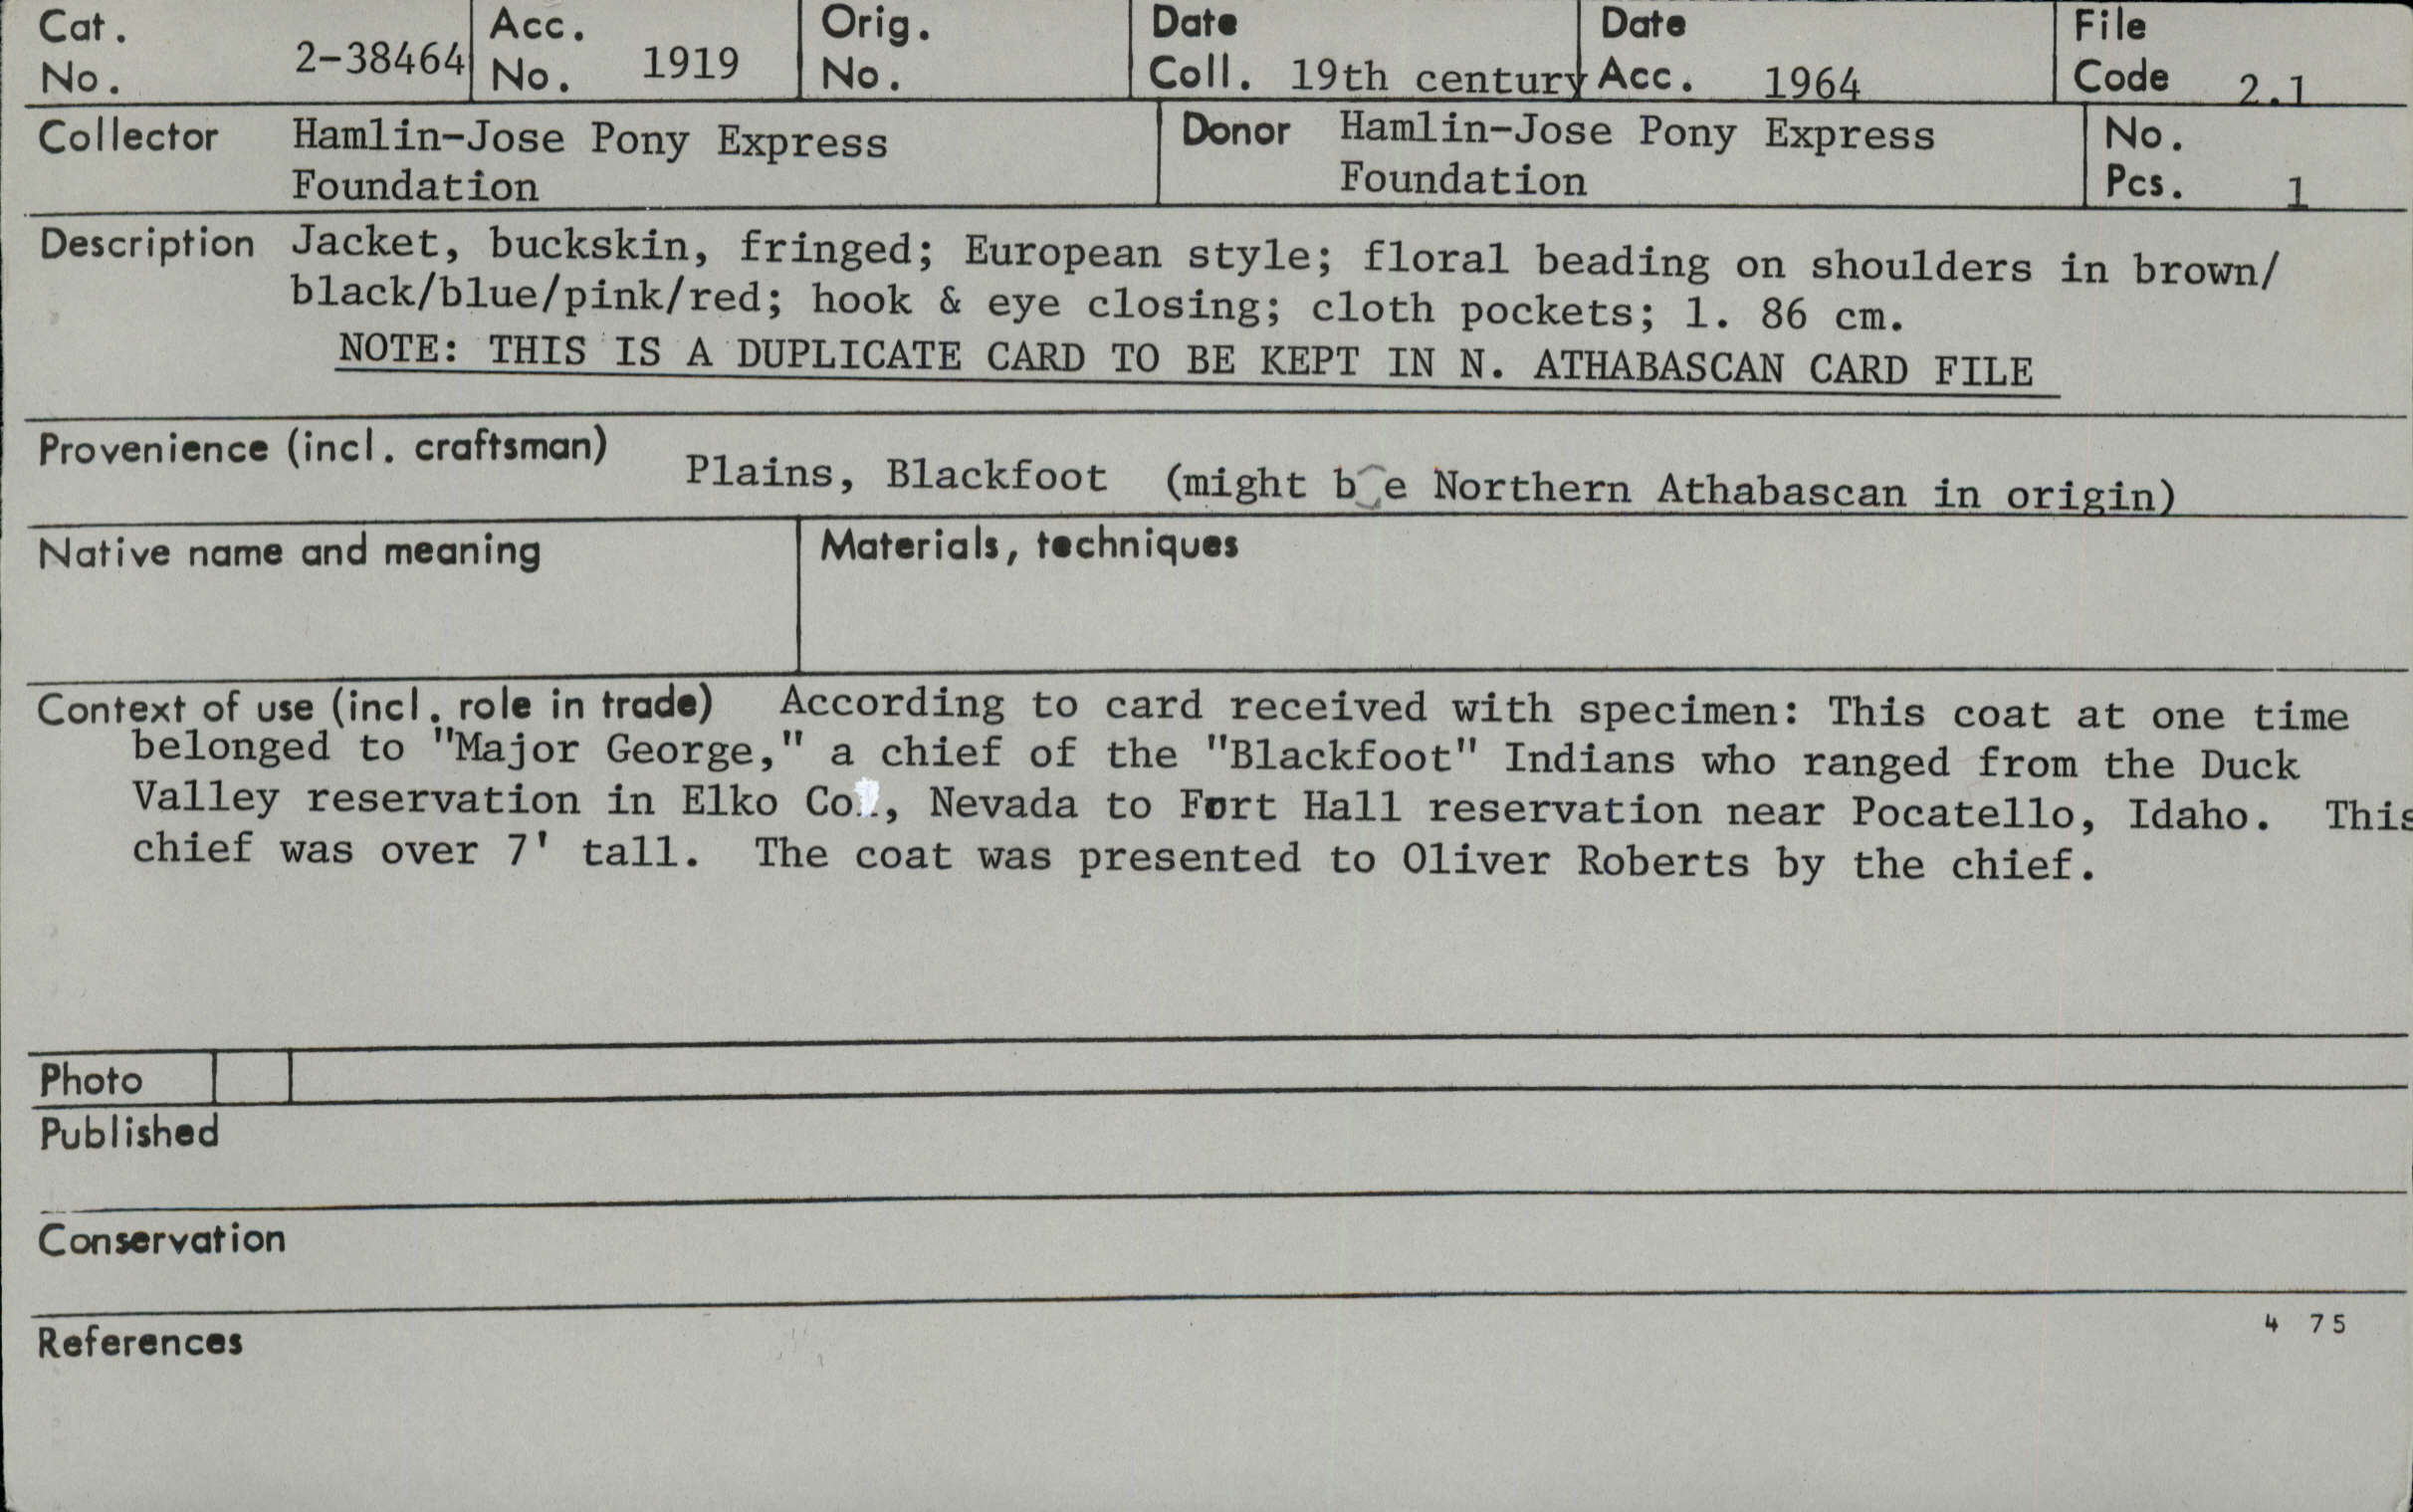 Cat. No. 2-38464 Acc. No. 1919 Orig. No. Date Coll. 19th century Date Acc. 1964 File Code 2.1
Collector Hamlin-Jose Pony Express Foundation Donor Hamlin-Jose Pony Express Foundation No. Pcs. 1
Description Jacket, buckskin, fringed; European style; floral beading on shoulders in brown/
black/blue/pink/red; hook & eye closing; cloth pockets; l. 86 cm.
NOTE: THIS IS A DUPLICATE CARD TO BE KEPT IN N. ATHABASCAN CARD FILE
Provenience (incl. craftsman) Plains, Blackfoot (might be Northern Athabascan in origin)
Native name and meaning Materials, techniques
Context of use (incl. role in trade) According to card received with specimen: This coat at one time
belonged to "Major George," a chief of the "Blackfoot" Indians who ranged from the Duck
Valley reservation in Elko Co., Nevada to Fort Hall reservation near Pocatello, Idaho. This
chief was over 7' tall. The coat was presented to Oliver Roberts by the chief.
Photo
Published
Conservation
References 4 75